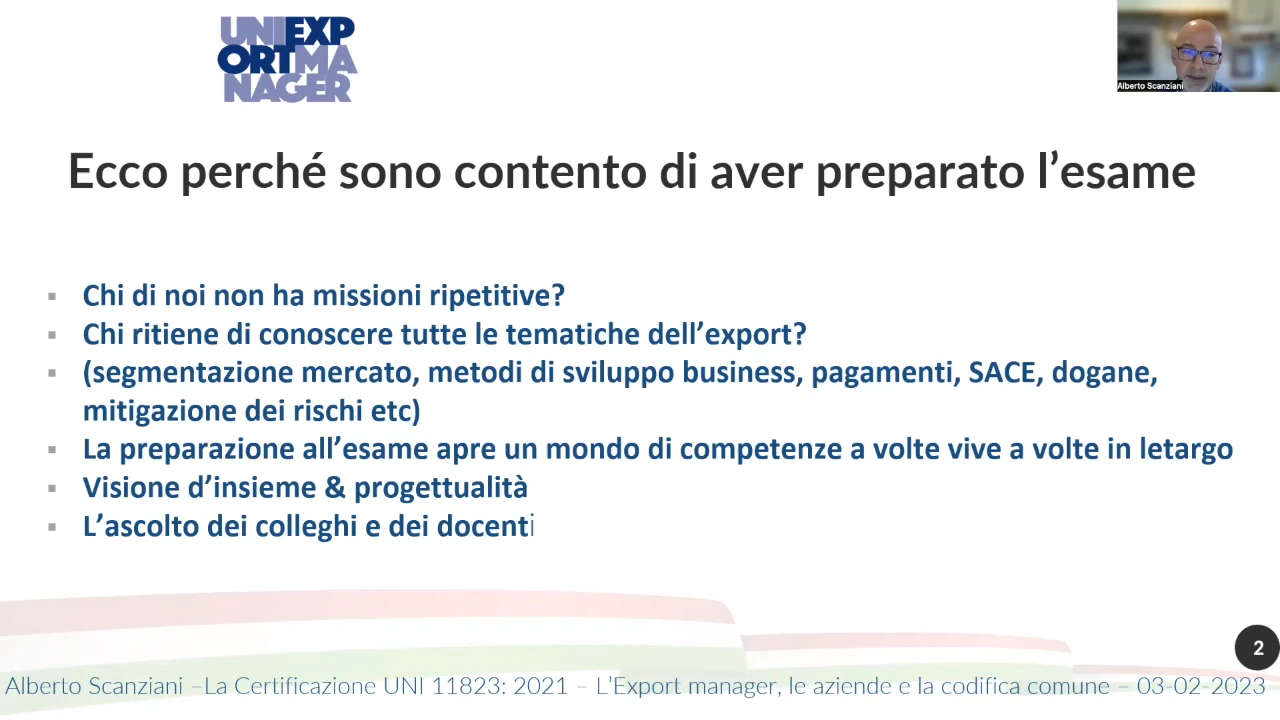 UNIEXP
ORTMA
NAGER
Alberto Scanziani
Ecco perché sono contento di aver preparato l’esame
▪ Chi di noi non ha missioni ripetitive?
▪ Chi ritiene di conoscere tutte le tematiche dell’export?
▪ (segmentazione mercato, metodi di sviluppo business, pagamenti, SACE, dogane,
mitigazione dei rischi etc)
▪ La preparazione all’esame apre un mondo di competenze a volte vive a volte in letargo
▪ Visione d’insieme & progettualità
▪ L’ascolto dei colleghi e dei docenti
2
Alberto Scanziani –La Certificazione UNI 11823: 2021 – L’Export manager, le aziende e la codifica comune – 03-02-2023